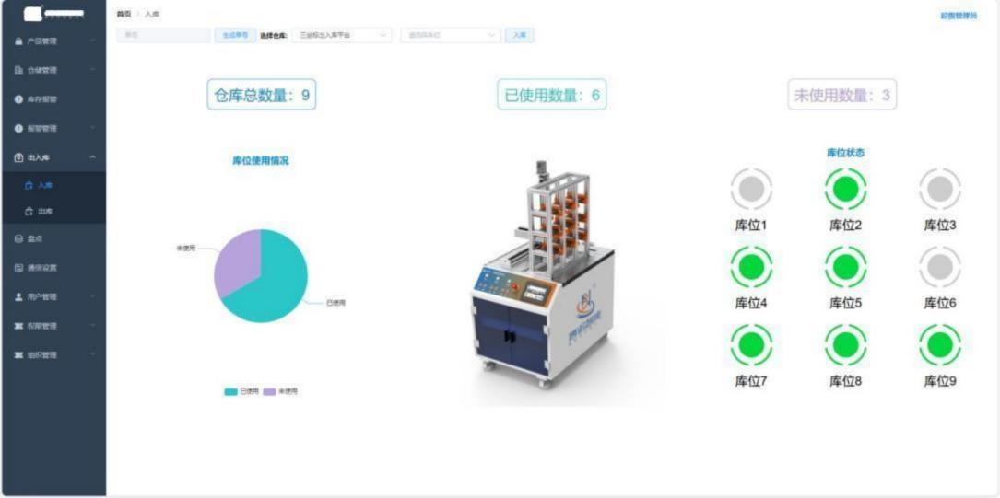 首页 入库
超级管理员
产品管理
仓储管理
库存报警
报警管理
出入库
入库
出库
盘点
通信设置
用户管理
权限管理
组织管理
单号 生成单号 选择仓库: 三坐标出入库平台 请选择库位 入库
仓库总数量：9
已使用数量：6
未使用数量：3
库位使用情况
未使用
已使用
已使用 未使用
库位状态
库位1 库位2 库位3
库位4 库位5 库位6
库位7 库位8 库位9